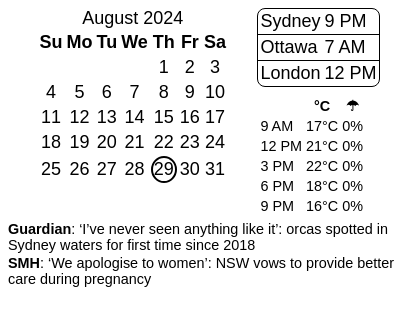 August 2024
Su Mo Tu We Th Fr Sa
1 2 3
4 5 6 7 8 9 10
11 12 13 14 15 16 17
18 19 20 21 22 23 24
25 26 27 28 29 30 31
Sydney 9 PM
Ottawa 7 AM
London 12 PM
°C ☂
9 AM 17°C 0%
12 PM 21°C 0%
3 PM 22°C 0%
6 PM 18°C 0%
9 PM 16°C 0%
Guardian: ‘I’ve never seen anything like it’: orcas spotted in
Sydney waters for first time since 2018
SMH: ‘We apologise to women’: NSW vows to provide better
care during pregnancy